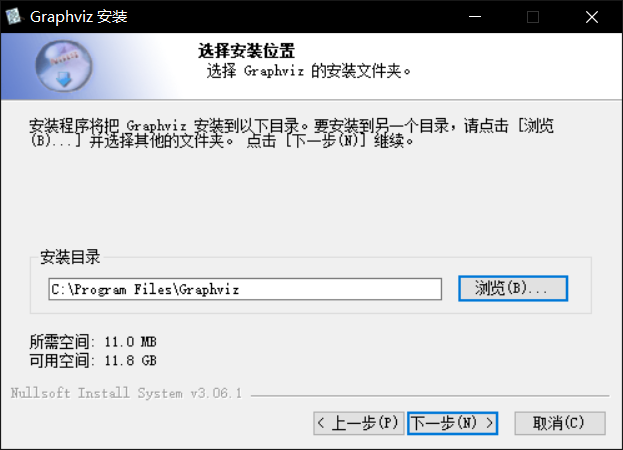 Graphviz 安装
选择安装位置
选择 Graphviz 的安装文件夹。
安装程序将把 Graphviz 安装到以下目录。要安装到另一个目录，请点击 [浏览
(B)...] 并选择其他的文件夹。 点击 [下一步(N)] 继续。
安装目录
C:\Program Files\Graphviz
浏览(B)...
所需空间: 11.0 MB
可用空间: 11.8 GB
Nullsoft Install System v3.06.1
< 上一步(P) 下一步(N) > 取消(C)